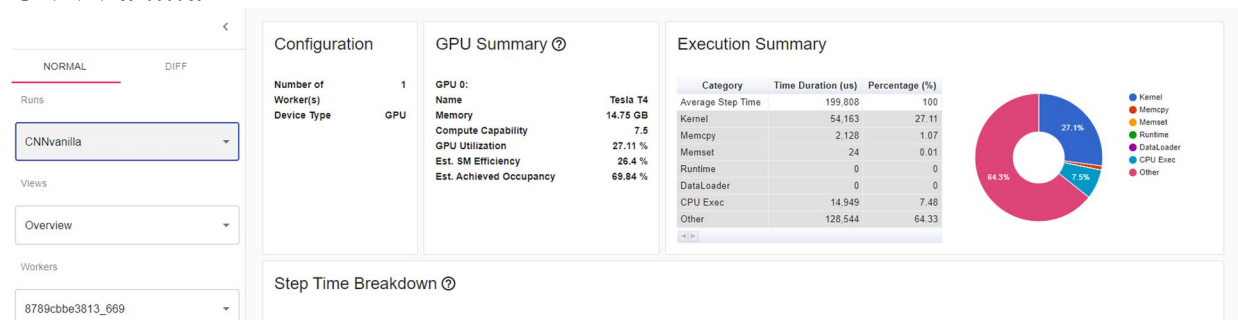 NORMAL DIFF
Runs
CNNvanilla
Views
Overview
Workers
8789cbbe3813_669
Configuration
Number of Worker(s) 1
Device Type GPU
GPU Summary
GPU 0:
Name Tesla T4
Memory 14.75 GB
Compute Capability 7.5
GPU Utilization 27.11 %
Est. SM Efficiency 26.4 %
Est. Achieved Occupancy 69.84 %
Execution Summary
Category Time Duration (us) Percentage (%)
Average Step Time 199,808 100
Kernel 54,163 27.11
Memcpy 2,128 1.07
Memset 24 0.01
Runtime 0 0
DataLoader 0 0
CPU Exec 14,949 7.48
Other 128,544 64.33
27.1%
64.3%
7.5%
Kernel
Memcpy
Memset
Runtime
DataLoader
CPU Exec
Other
Step Time Breakdown